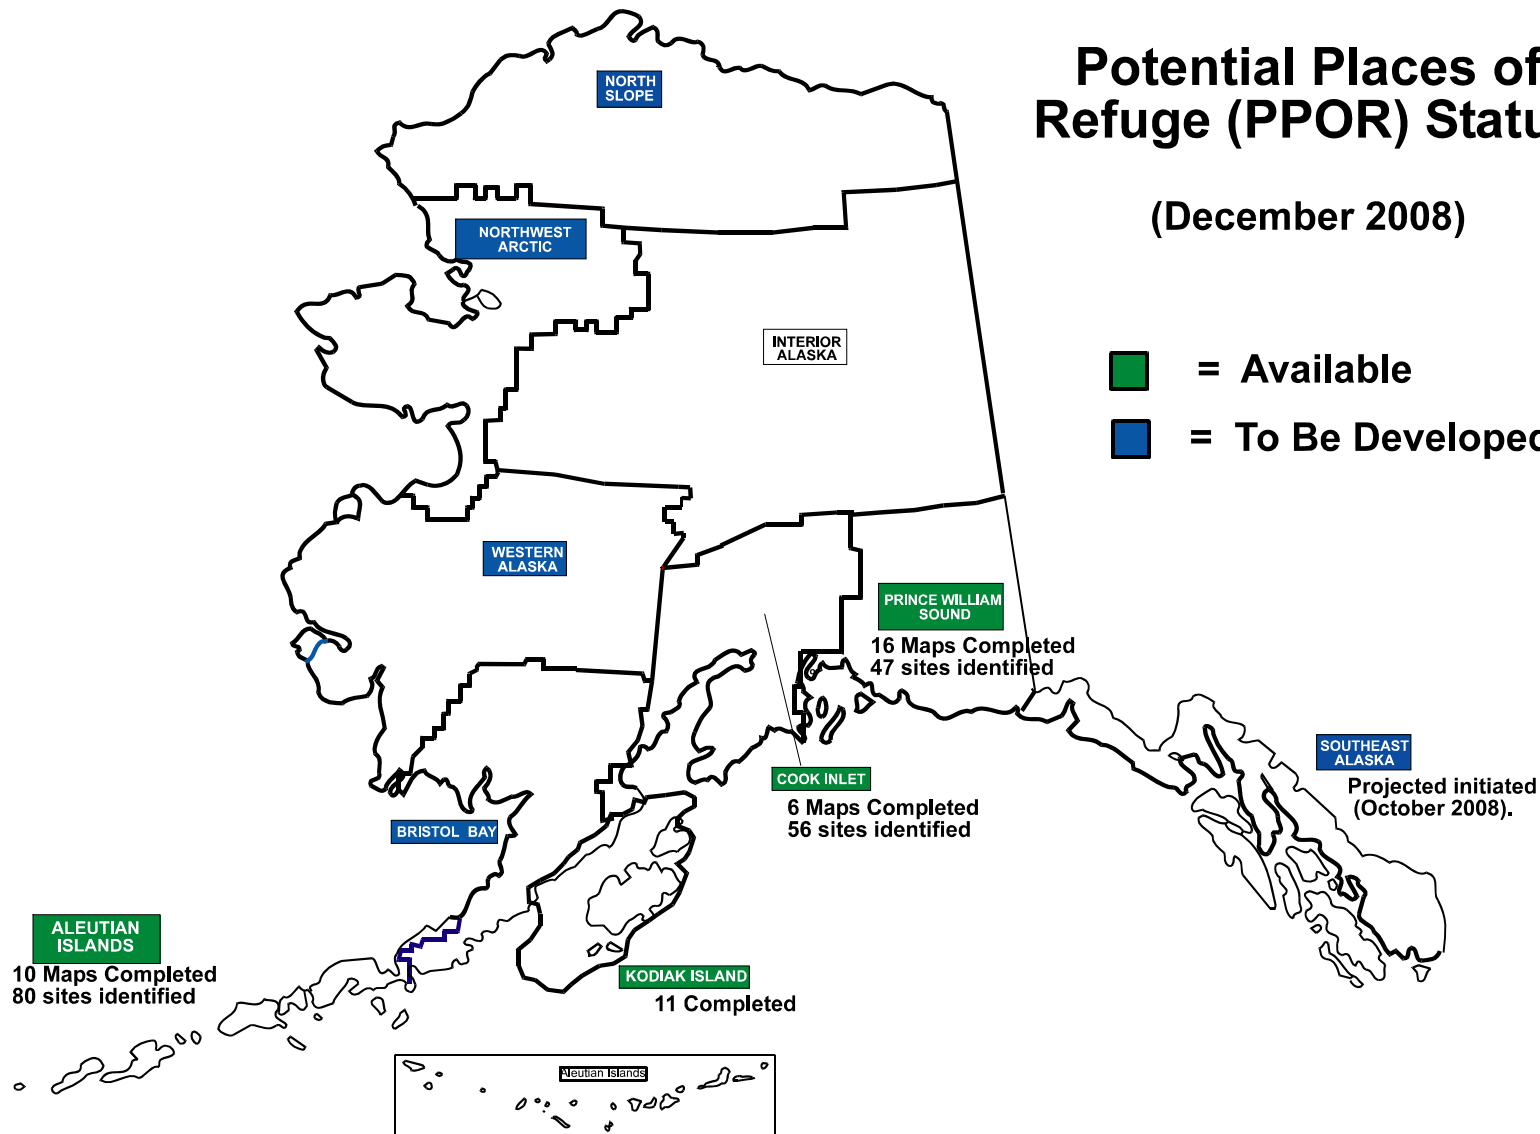 Potential Places of
Refuge (PPOR) Statu
(December 2008)
= Available
= To Be Developed
NORTH
SLOPE
NORTHWEST
ARCTIC
INTERIOR
ALASKA
WESTERN
ALASKA
PRINCE WILLIAM
SOUND
16 Maps Completed
47 sites identified
SOUTHEAST
ALASKA
Projected initiated
(October 2008).
COOK INLET
6 Maps Completed
56 sites identified
BRISTOL BAY
ALEUTIAN
ISLANDS
10 Maps Completed
80 sites identified
KODIAK ISLAND
11 Completed
Aleutian Islands